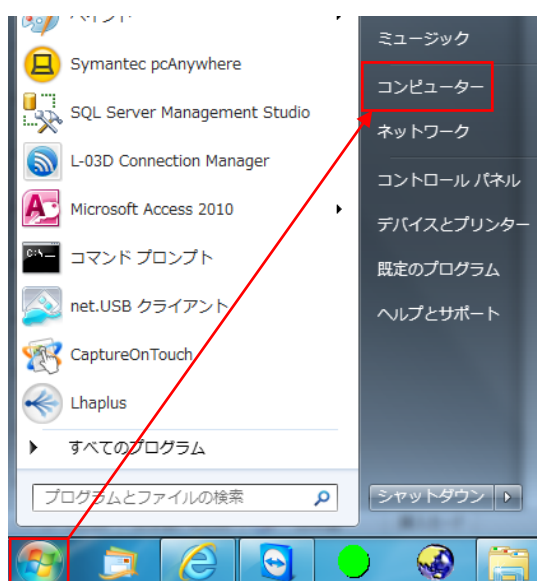 ペイント
Symantec pcAnywhere
SQL Server Management Studio
L-03D Connection Manager
Microsoft Access 2010
コマンド プロンプト
net.USB クライアント
CaptureOnTouch
Lhaplus
すべてのプログラム
プログラムとファイルの検索
ミュージック
コンピューター
ネットワーク
コントロール パネル
デバイスとプリンター
既定のプログラム
ヘルプとサポート
シャットダウン